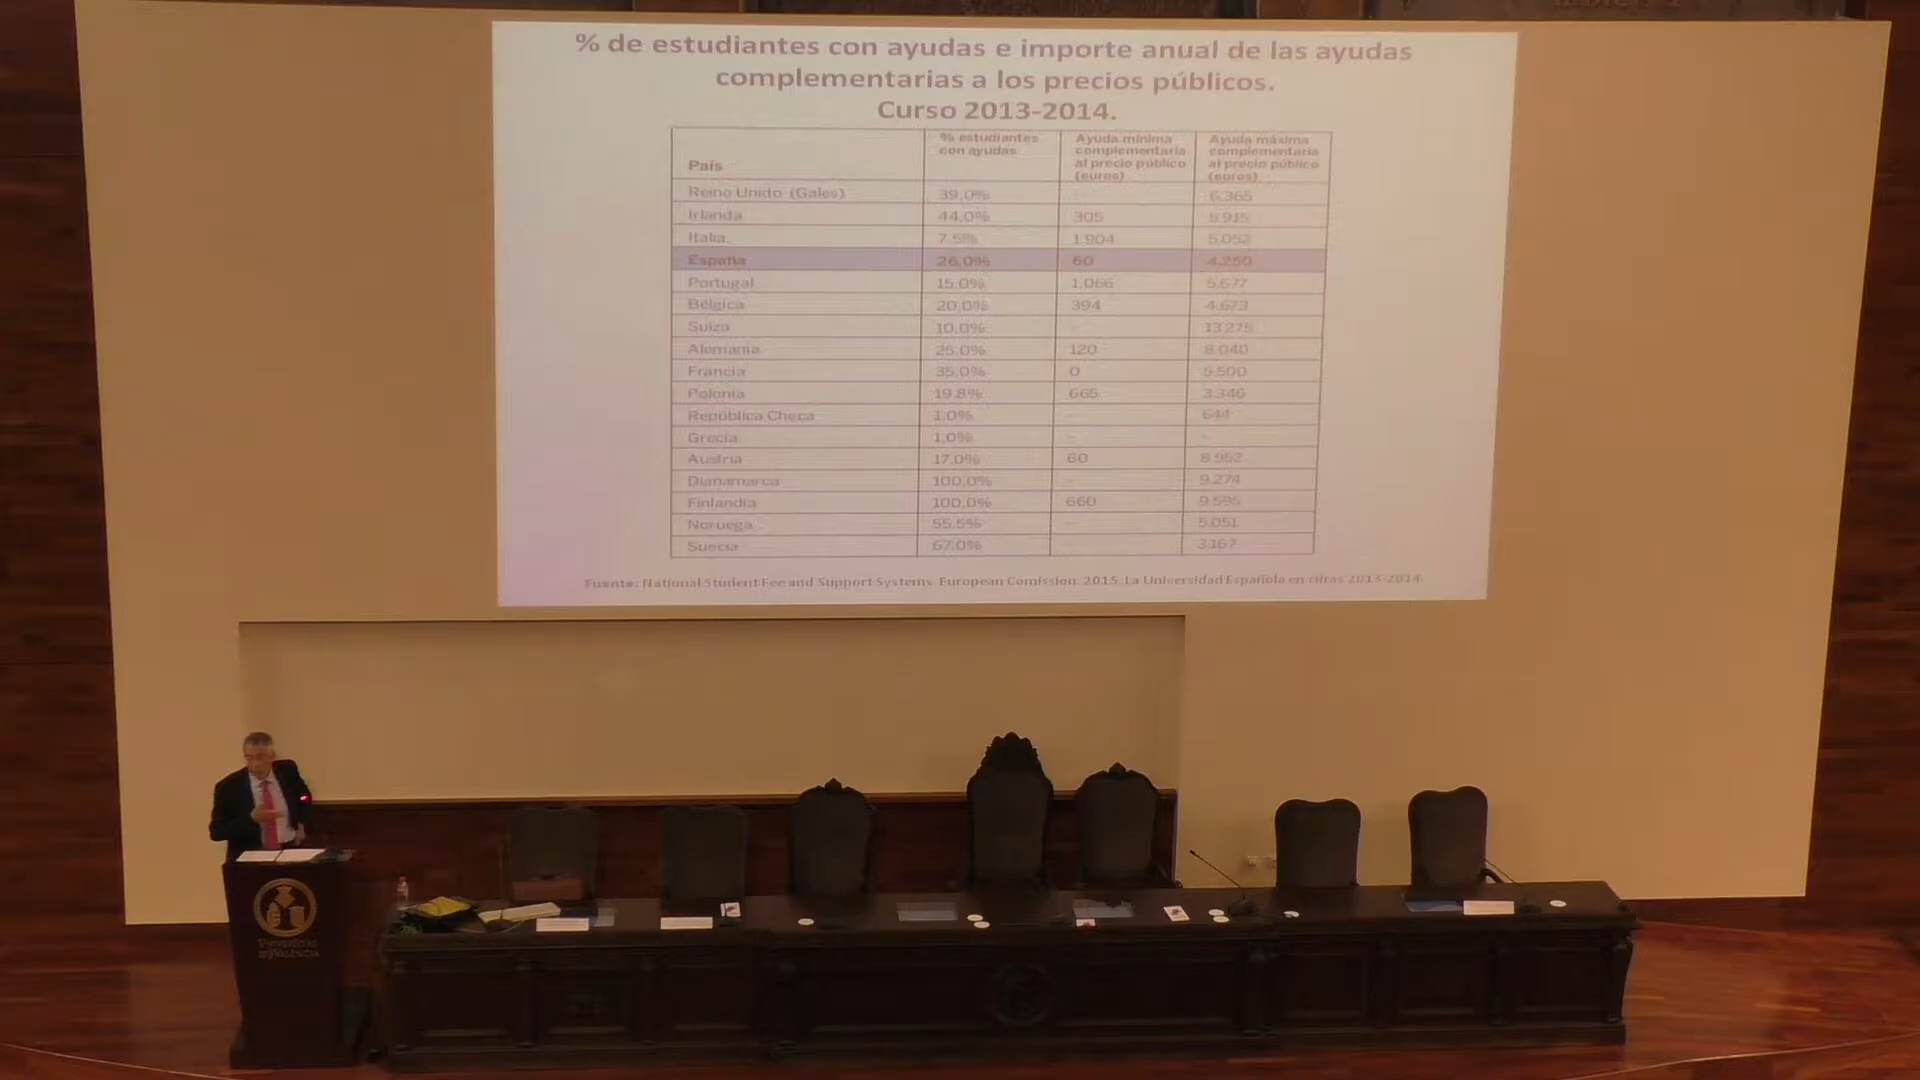 % de estudiantes con ayudas e importe anual de las ayudas
complementarias a los precios públicos.
Curso 2013-2014.
País
% estudiantes
con ayudas
Ayuda mínima
complementaria
al precio público
(euros)
Ayuda máxima
complementaria
al precio público
(euros)
Reino Unido (Gales) 39,0% - 6.365
Irlanda 44,0% 305 5.915
Italia 7,5% 1.904 5.052
España 26,0% 60 4.250
Portugal 15,0% 1.066 5.677
Bélgica 20,0% 394 4.673
Suiza 10,0% - 13.275
Alemania 25,0% 120 8.040
Francia 35,0% 0 5.500
Polonia 19,8% 665 3.346
República Checa 1,0% 644
Grecia 1,0% - -
Austria 17,0% 60 8.952
Dianamarca 100,0% - 9.274
Finlandia 100,0% 660 9.595
Noruega 55,5% 5.051
Suecia 67,0% 3167
Fuente: National Student Fee and Support Systems. European Comission. 2015. La Universidad Española en cifras 2013-2014.
VNIVERSITAT